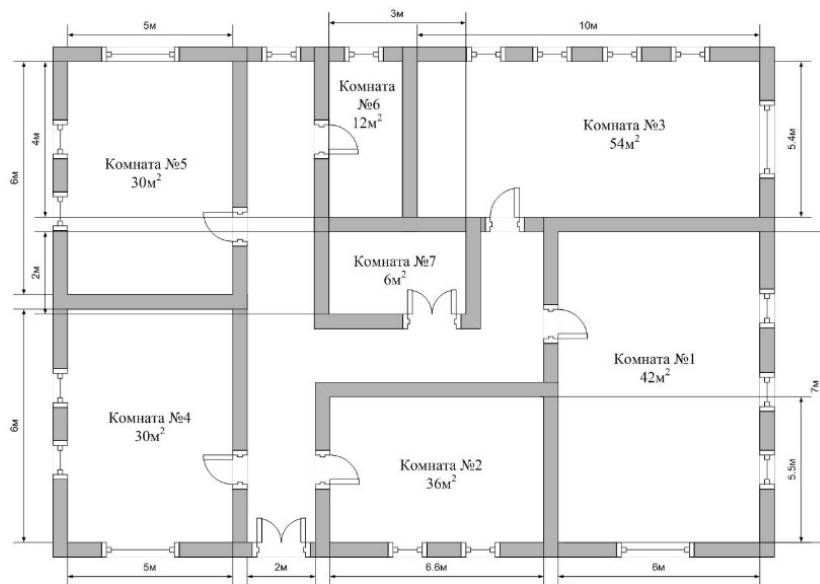 5м
3м
10м
Комната
№6
12м²
Комната №3
54м²
5.4м
4м
6м
Комната №5
30м²
2м
Комната №7
6м²
Комната №1
42м²
7м
Комната №4
30м²
6м
Комната №2
36м²
5.5м
5м
2м
6.6м
6м